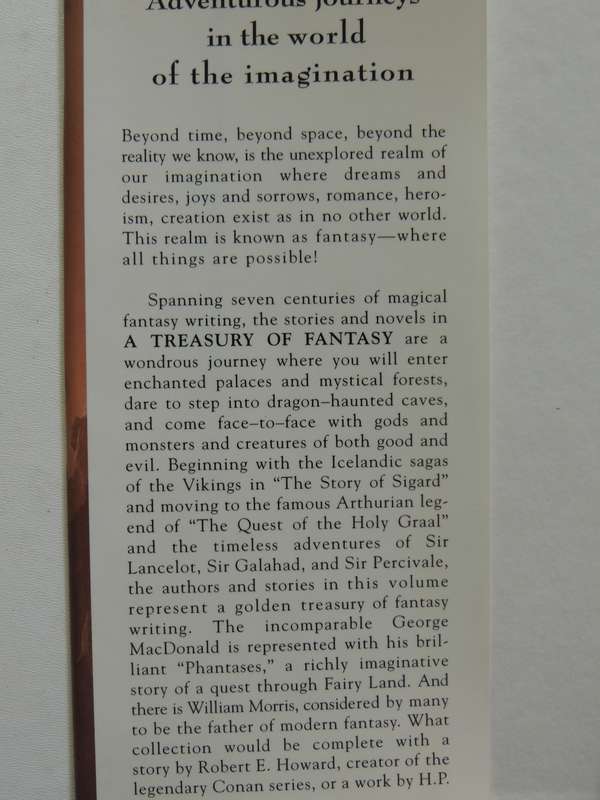 Adventurous journeys
in the world
of the imagination
Beyond time, beyond space, beyond the
reality we know, is the unexplored realm of
our imagination where dreams and
desires, joys and sorrows, romance, hero-
ism, creation exist as in no other world.
This realm is known as fantasy—where
all things are possible!
Spanning seven centuries of magical
fantasy writing, the stories and novels in
A TREASURY OF FANTASY are a
wondrous journey where you will enter
enchanted palaces and mystical forests,
dare to step into dragon–haunted caves,
and come face–to–face with gods and
monsters and creatures of both good and
evil. Beginning with the Icelandic sagas
of the Vikings in “The Story of Sigard”
and moving to the famous Arthurian leg-
end of “The Quest of the Holy Graal”
and the timeless adventures of Sir
Lancelot, Sir Galahad, and Sir Percivale,
the authors and stories in this volume
represent a golden treasury of fantasy
writing. The incomparable George
MacDonald is represented with his bril-
liant “Phantases,” a richly imaginative
story of a quest through Fairy Land. And
there is William Morris, considered by many
to be the father of modern fantasy. What
collection would be complete with a
story by Robert E. Howard, creator of the
legendary Conan series, or a work by H.P.